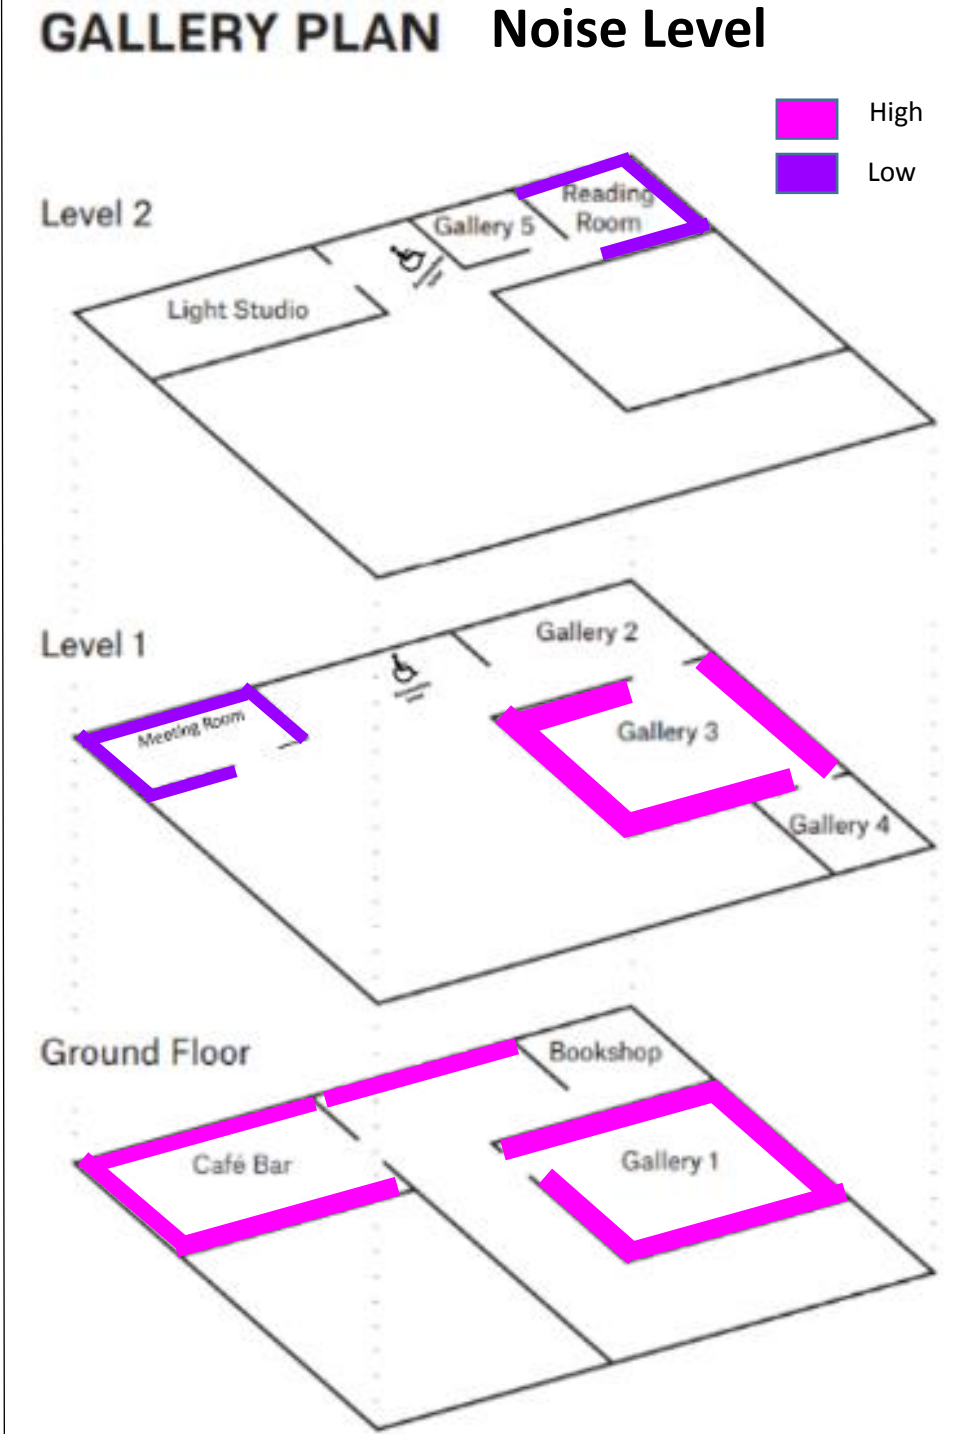 GALLERY PLAN Noise Level
High
Low
Level 2
Reading
Room
Gallery 5
Light Studio
Level 1
Gallery 2
Meeting Room
Gallery 3
Gallery 4
Ground Floor
Bookshop
Café Bar
Gallery 1